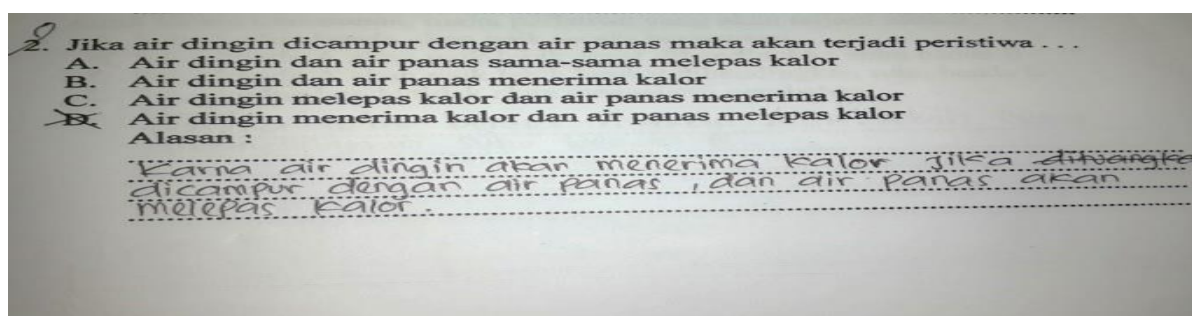 2. Jika air dingin dicampur dengan air panas maka akan terjadi peristiwa . . .
A. Air dingin dan air panas sama-sama melepas kalor
B. Air dingin dan air panas menerima kalor
C. Air dingin melepas kalor dan air panas menerima kalor
D. Air dingin menerima kalor dan air panas melepas kalor
Alasan :
Karna air dingin akan menerima kalor jika
dicampur dengan air panas , dan air panas akan
melepas kalor.